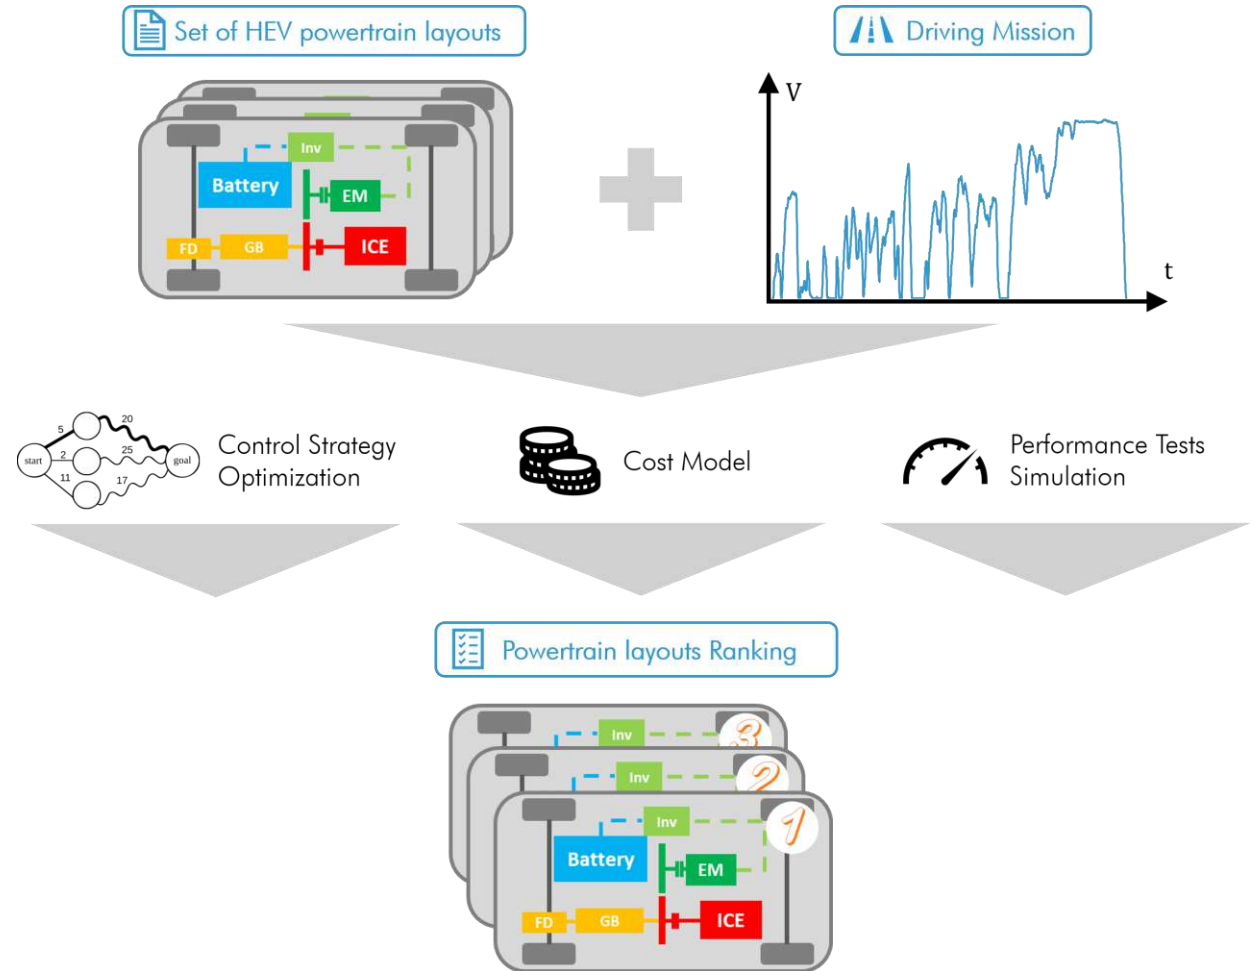 Set of HEV powertrain layouts
Driving Mission
V
Inv
Battery
EM
FD
GB
ICE
t
5
20
start
2
25
goal
11
17
Control Strategy
Optimization
Cost Model
Performance Tests
Simulation
Powertrain layouts Ranking
Inv
3
Inv
2
Inv
1
Battery
EM
FD
GB
ICE